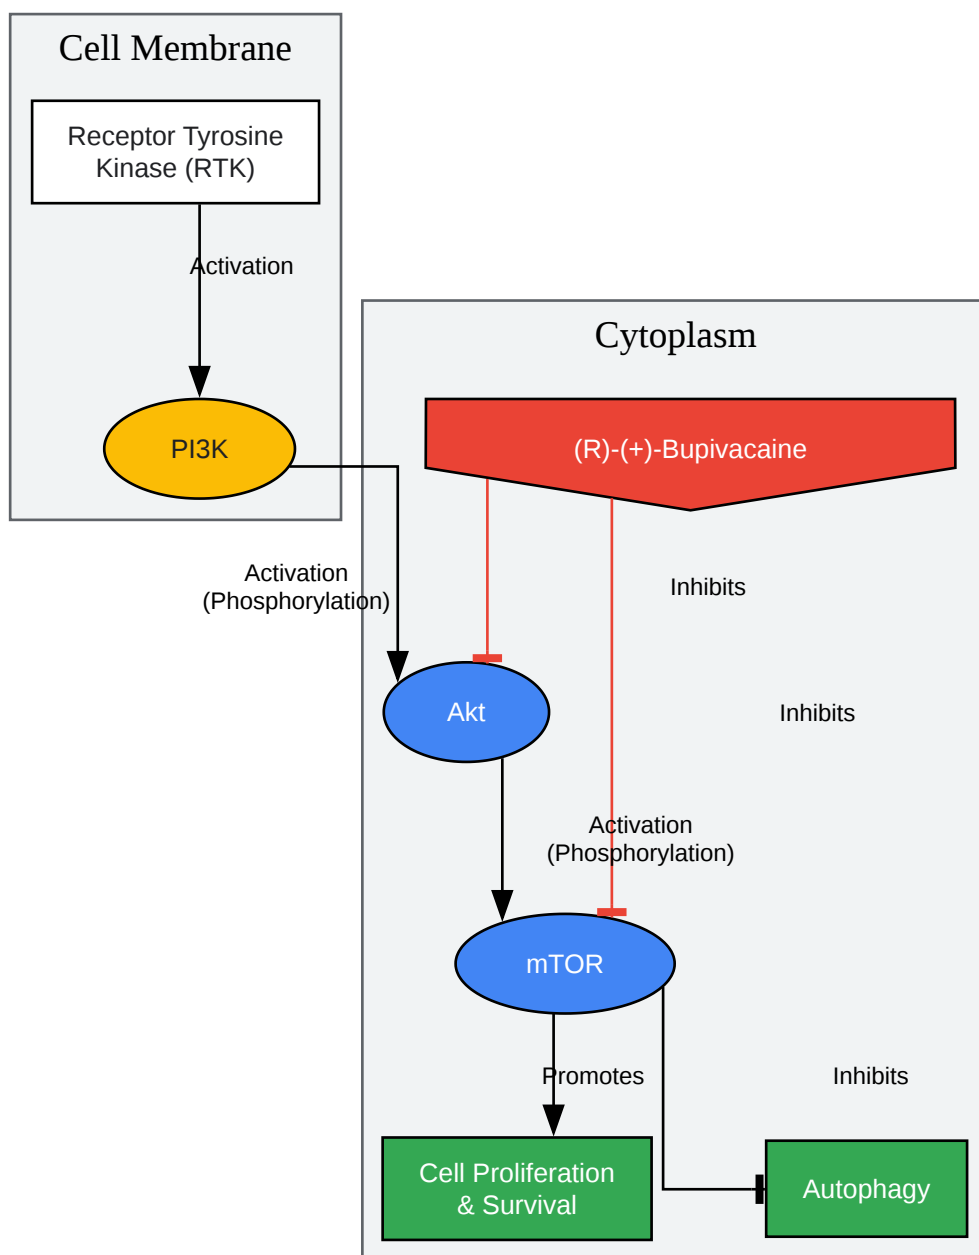 Cell Membrane
Receptor Tyrosine
Kinase (RTK)
Activation
PI3K
Cytoplasm
(R)-(+)-Bupivacaine
Activation
(Phosphorylation)
Inhibits
Akt
Inhibits
Activation
(Phosphorylation)
mTOR
Promotes
Inhibits
Cell Proliferation
& Survival
Autophagy